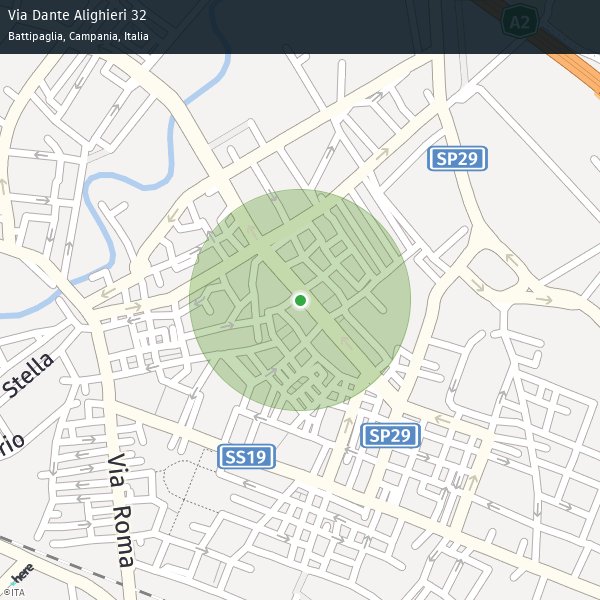 Via Dante Alighieri 32
Battipaglia, Campania, Italia
A2
SP29
Stella
rio
SP29
SS19
Via Roma
here
©ITA